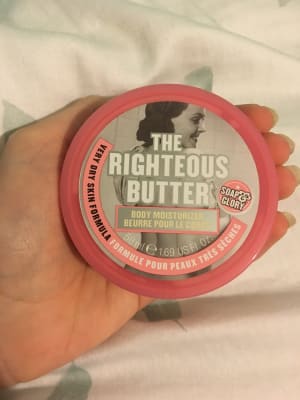 THE
RIGHTEOUS
BUTTER
BODY MOISTURIZER
BEURRE POUR LE CORPS
50ml e 1.69 US FL OZ
VERY DRY SKIN FORMULA
FORMULE POUR PEAUX TRÈS SÈCHES
SOAP &
GLORY